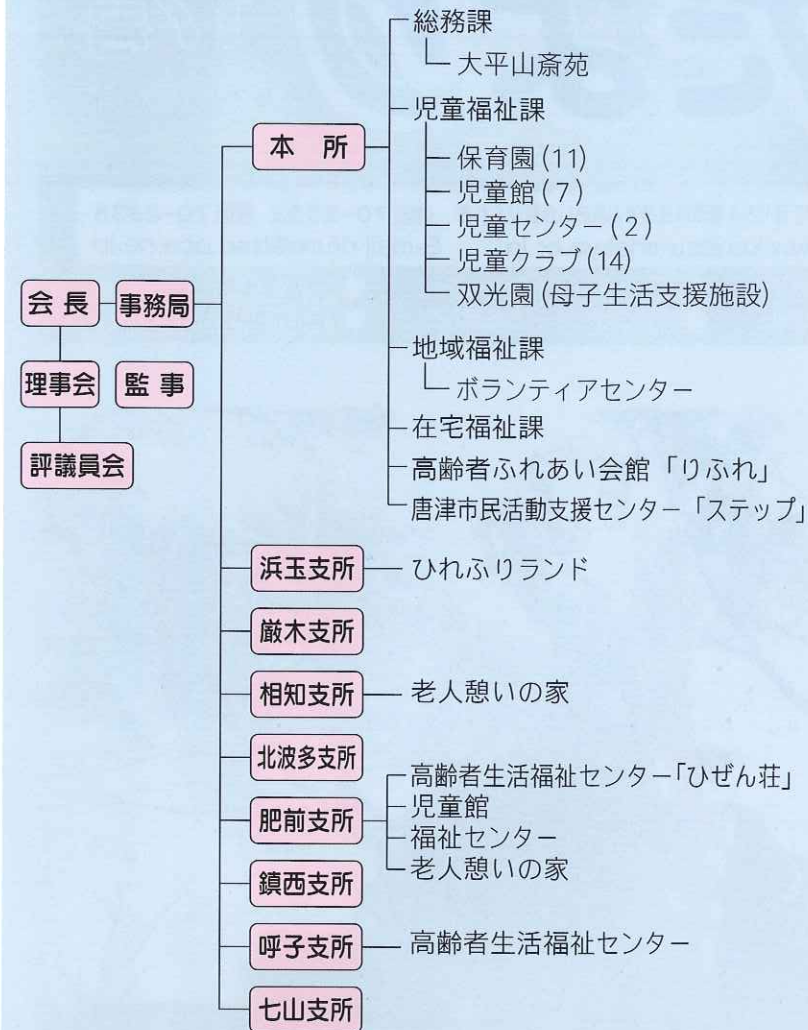 総務課
大平山斎苑
児童福祉課
本所
保育園(11)
児童館(7)
児童センター(2)
児童クラブ(14)
双光園(母子生活支援施設)
会長
事務局
地域福祉課
理事会
監事
ボランティアセンター
在宅福祉課
評議員会
高齢者ふれあい会館「りふれ」
唐津市民活動支援センター「ステップ」
浜玉支所
ひれふりランド
厳木支所
相知支所
老人憩いの家
北波多支所
高齢者生活福祉センター「ひぜん荘」
児童館
肥前支所
福祉センター
老人憩いの家
鎮西支所
呼子支所
高齢者生活福祉センター
七山支所